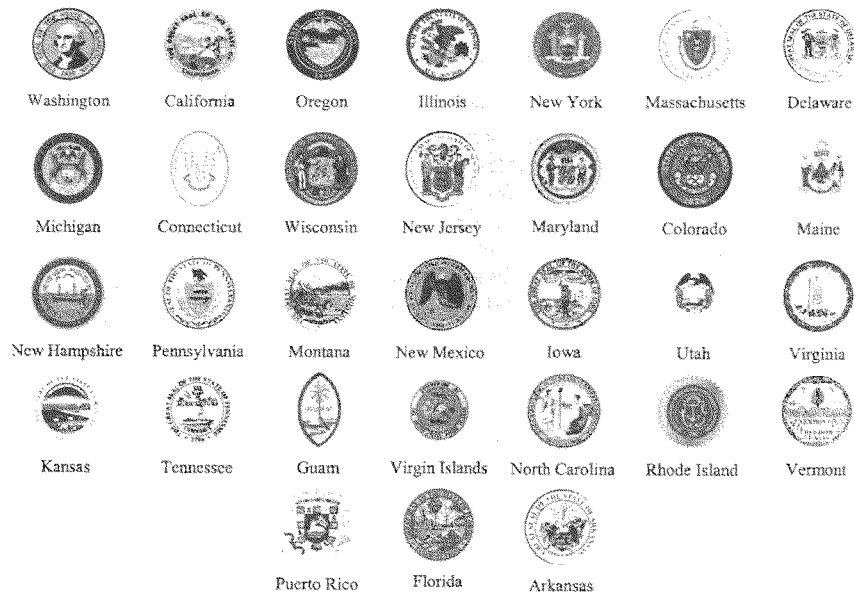 Washington California Oregon Illinois New York Massachusetts Delaware
Michigan Connecticut Wisconsin New Jersey Maryland Colorado Maine
New Hampshire Pennsylvania Montana New Mexico Iowa Utah Virginia
Kansas Tennessee Guam Virgin Islands North Carolina Rhode Island Vermont
Puerto Rico Florida Arkansas